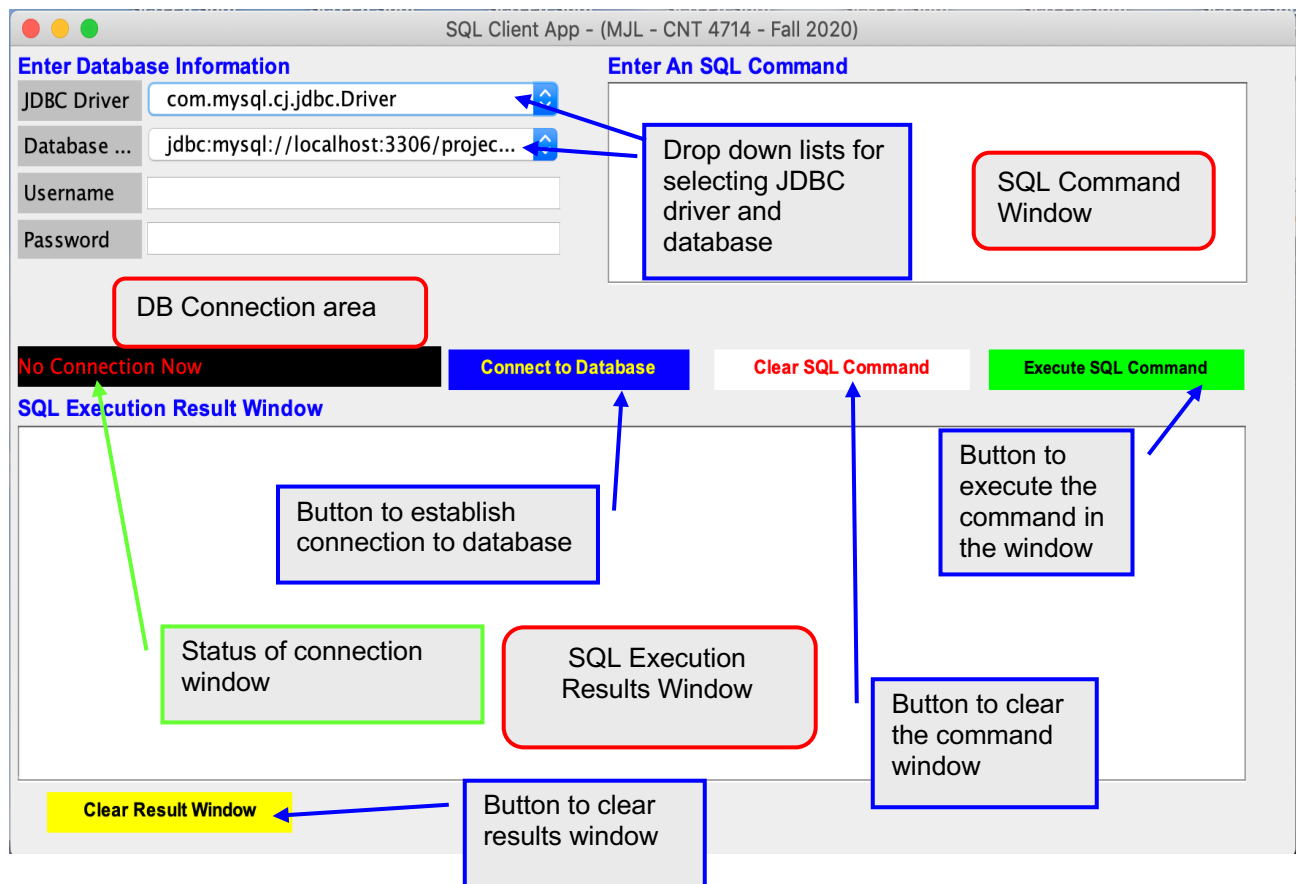 SQL Client App - (MJL - CNT 4714 - Fall 2020)
Enter Database Information
Enter An SQL Command
JDBC Driver
com.mysql.cj.jdbc.Driver
Database ...
jdbc:mysql://localhost:3306/projec...
Username
Password
Drop down lists for
selecting JDBC
driver and
database
SQL Command
Window
DB Connection area
No Connection Now
Connect to Database
Clear SQL Command
Execute SQL Command
SQL Execution Result Window
Button to establish
connection to database
Button to
execute the
command in
the window
Status of connection
window
SQL Execution
Results Window
Button to clear
the command
window
Clear Result Window
Button to clear
results window